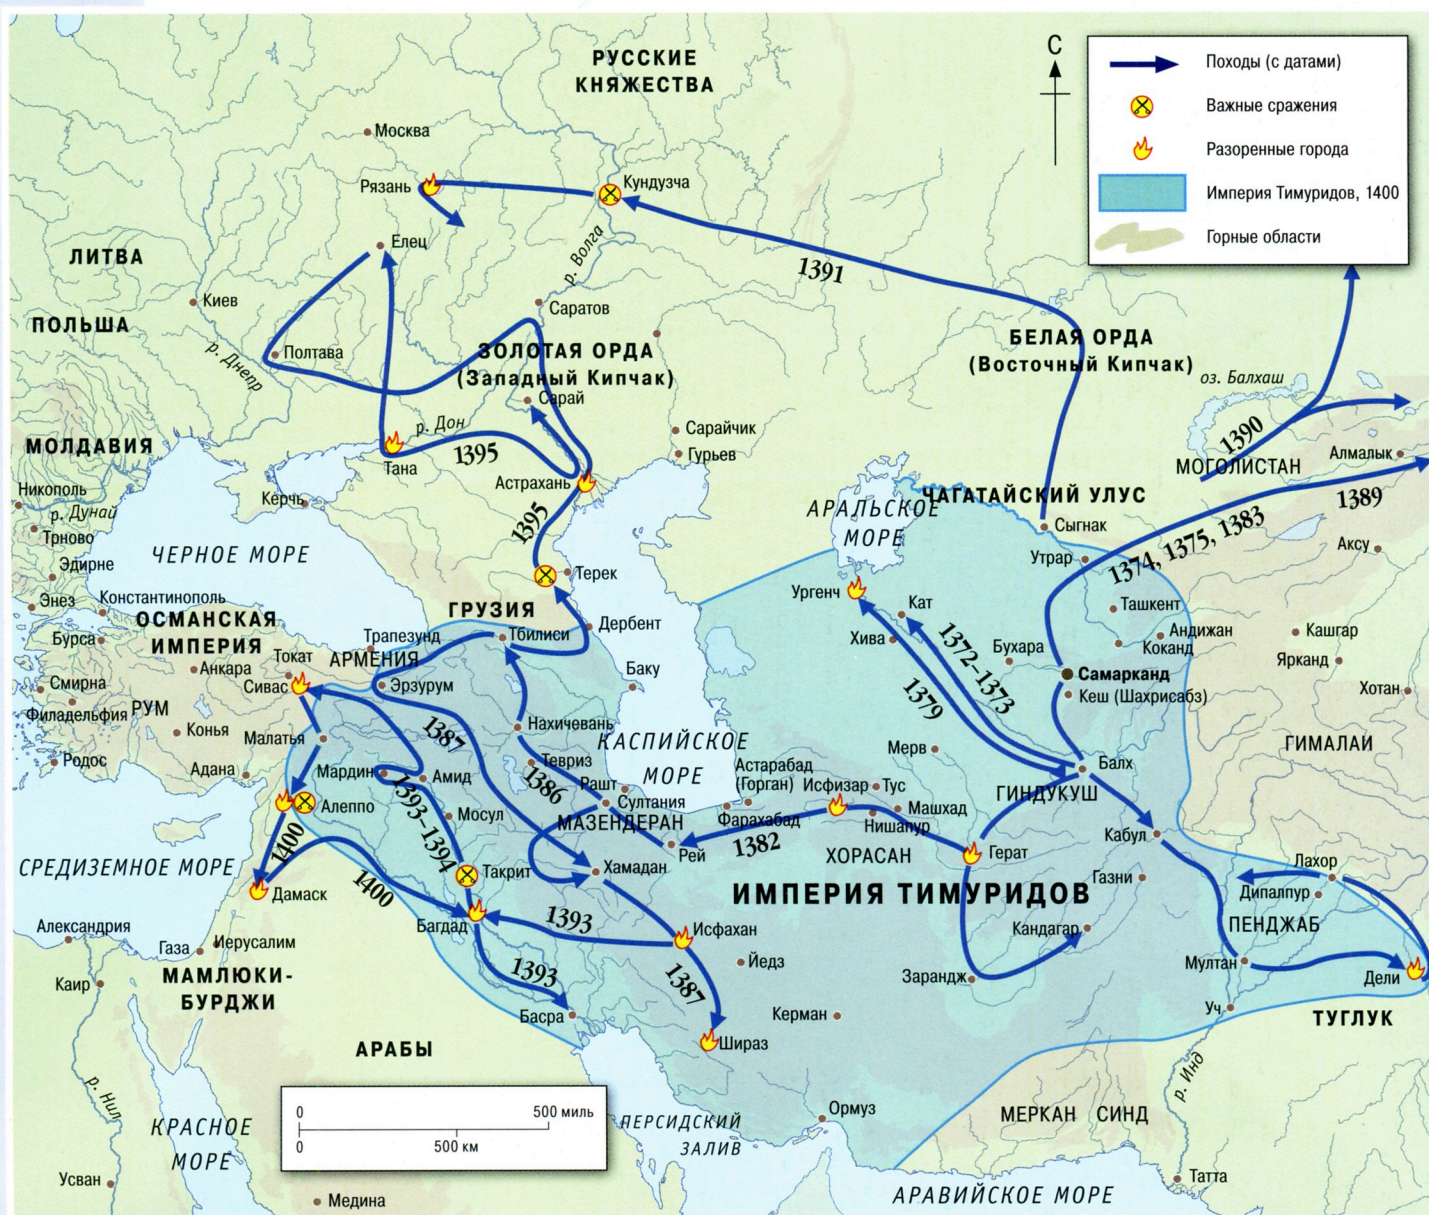 РУССКИЕ
КНЯЖЕСТВА
С
Походы (с датами)
Важные сражения
Разоренные города
Империя Тимуридов, 1400
Горные области
Москва
Рязань
Кундузча
Елец
р. Волга
ЛИТВА
1391
Киев
Саратов
ПОЛЬША
р. Днепр
Полтава
ЗОЛОТАЯ ОРДА
(Западный Кипчак)
БЕЛАЯ ОРДА
(Восточный Кипчак)
оз. Балхаш
Сарай
р. Дон
1395
Сарайчик
Гурьев
1390
МОЛДАВИЯ
Тана
Астрахань
МОГОЛИСТАН
Алмалык
1389
Никополь
р. Дунай
Керчь
1395
АРАЛЬСКОЕ
МОРЕ
ЧАГАТАЙСКИЙ УЛУС
Сыгнак
1374, 1375, 1383
Трново
ЧЕРНОЕ МОРЕ
Утрар
Аксу
Эдирне
Терек
Ургенч
Энез
Константинополь
ГРУЗИЯ
Кат
Ташкент
ОСМАНСКАЯ
ИМПЕРИЯ
Дербент
Бурса
Трапезунд
Тбилиси
Хива
Бухара
Андижан
Коканд
Кашгар
Анкара
Токат
АРМЕНИЯ
1372–1373
Ярканд
Смирна
Сивас
Эрзурум
Баку
Самарканд
Кеш (Шахрисабз)
Хотан
Филадельфия
РУМ
1379
Конья
Малатья
1387
Нахичевань
КАСПИЙСКОЕ
МОРЕ
Мерв
ГИМАЛАИ
Родос
Адана
Мардин
Амид
Тевриз
1386
Рашт
Астарабад
(Горган)
Исфизар
Тус
Балх
ГИНДУКУШ
Алеппо
1393–1394
Мосул
Султания
МАЗЕНДЕРАН
Фарахабад
Машхад
Нишапур
Кабул
1400
СРЕДИЗЕМНОЕ МОРЕ
Рей
1382
ХОРАСАН
Герат
Лахор
Такрит
Хамадан
Дамаск
1400
ИМПЕРИЯ ТИМУРИДОВ
Газни
Дипалпур
Александрия
Багдад
1393
Исфахан
Кандагар
ПЕНДЖАБ
Газа
Иерусалим
МАМЛЮКИ-
БУРДЖИ
Каир
1393
1387
Йедз
Зарандж
Мултан
Дели
Басра
Керман
Уч
ТУГЛУК
АРАБЫ
Шираз
р. Нил
р. Инд
0
500 миль
0
500 км
КРАСНОЕ
МОРЕ
ПЕРСИДСКИЙ
ЗАЛИВ
Ормуз
МЕРКАН
СИНД
Усван
Медина
АРАВИЙСКОЕ МОРЕ
Татта